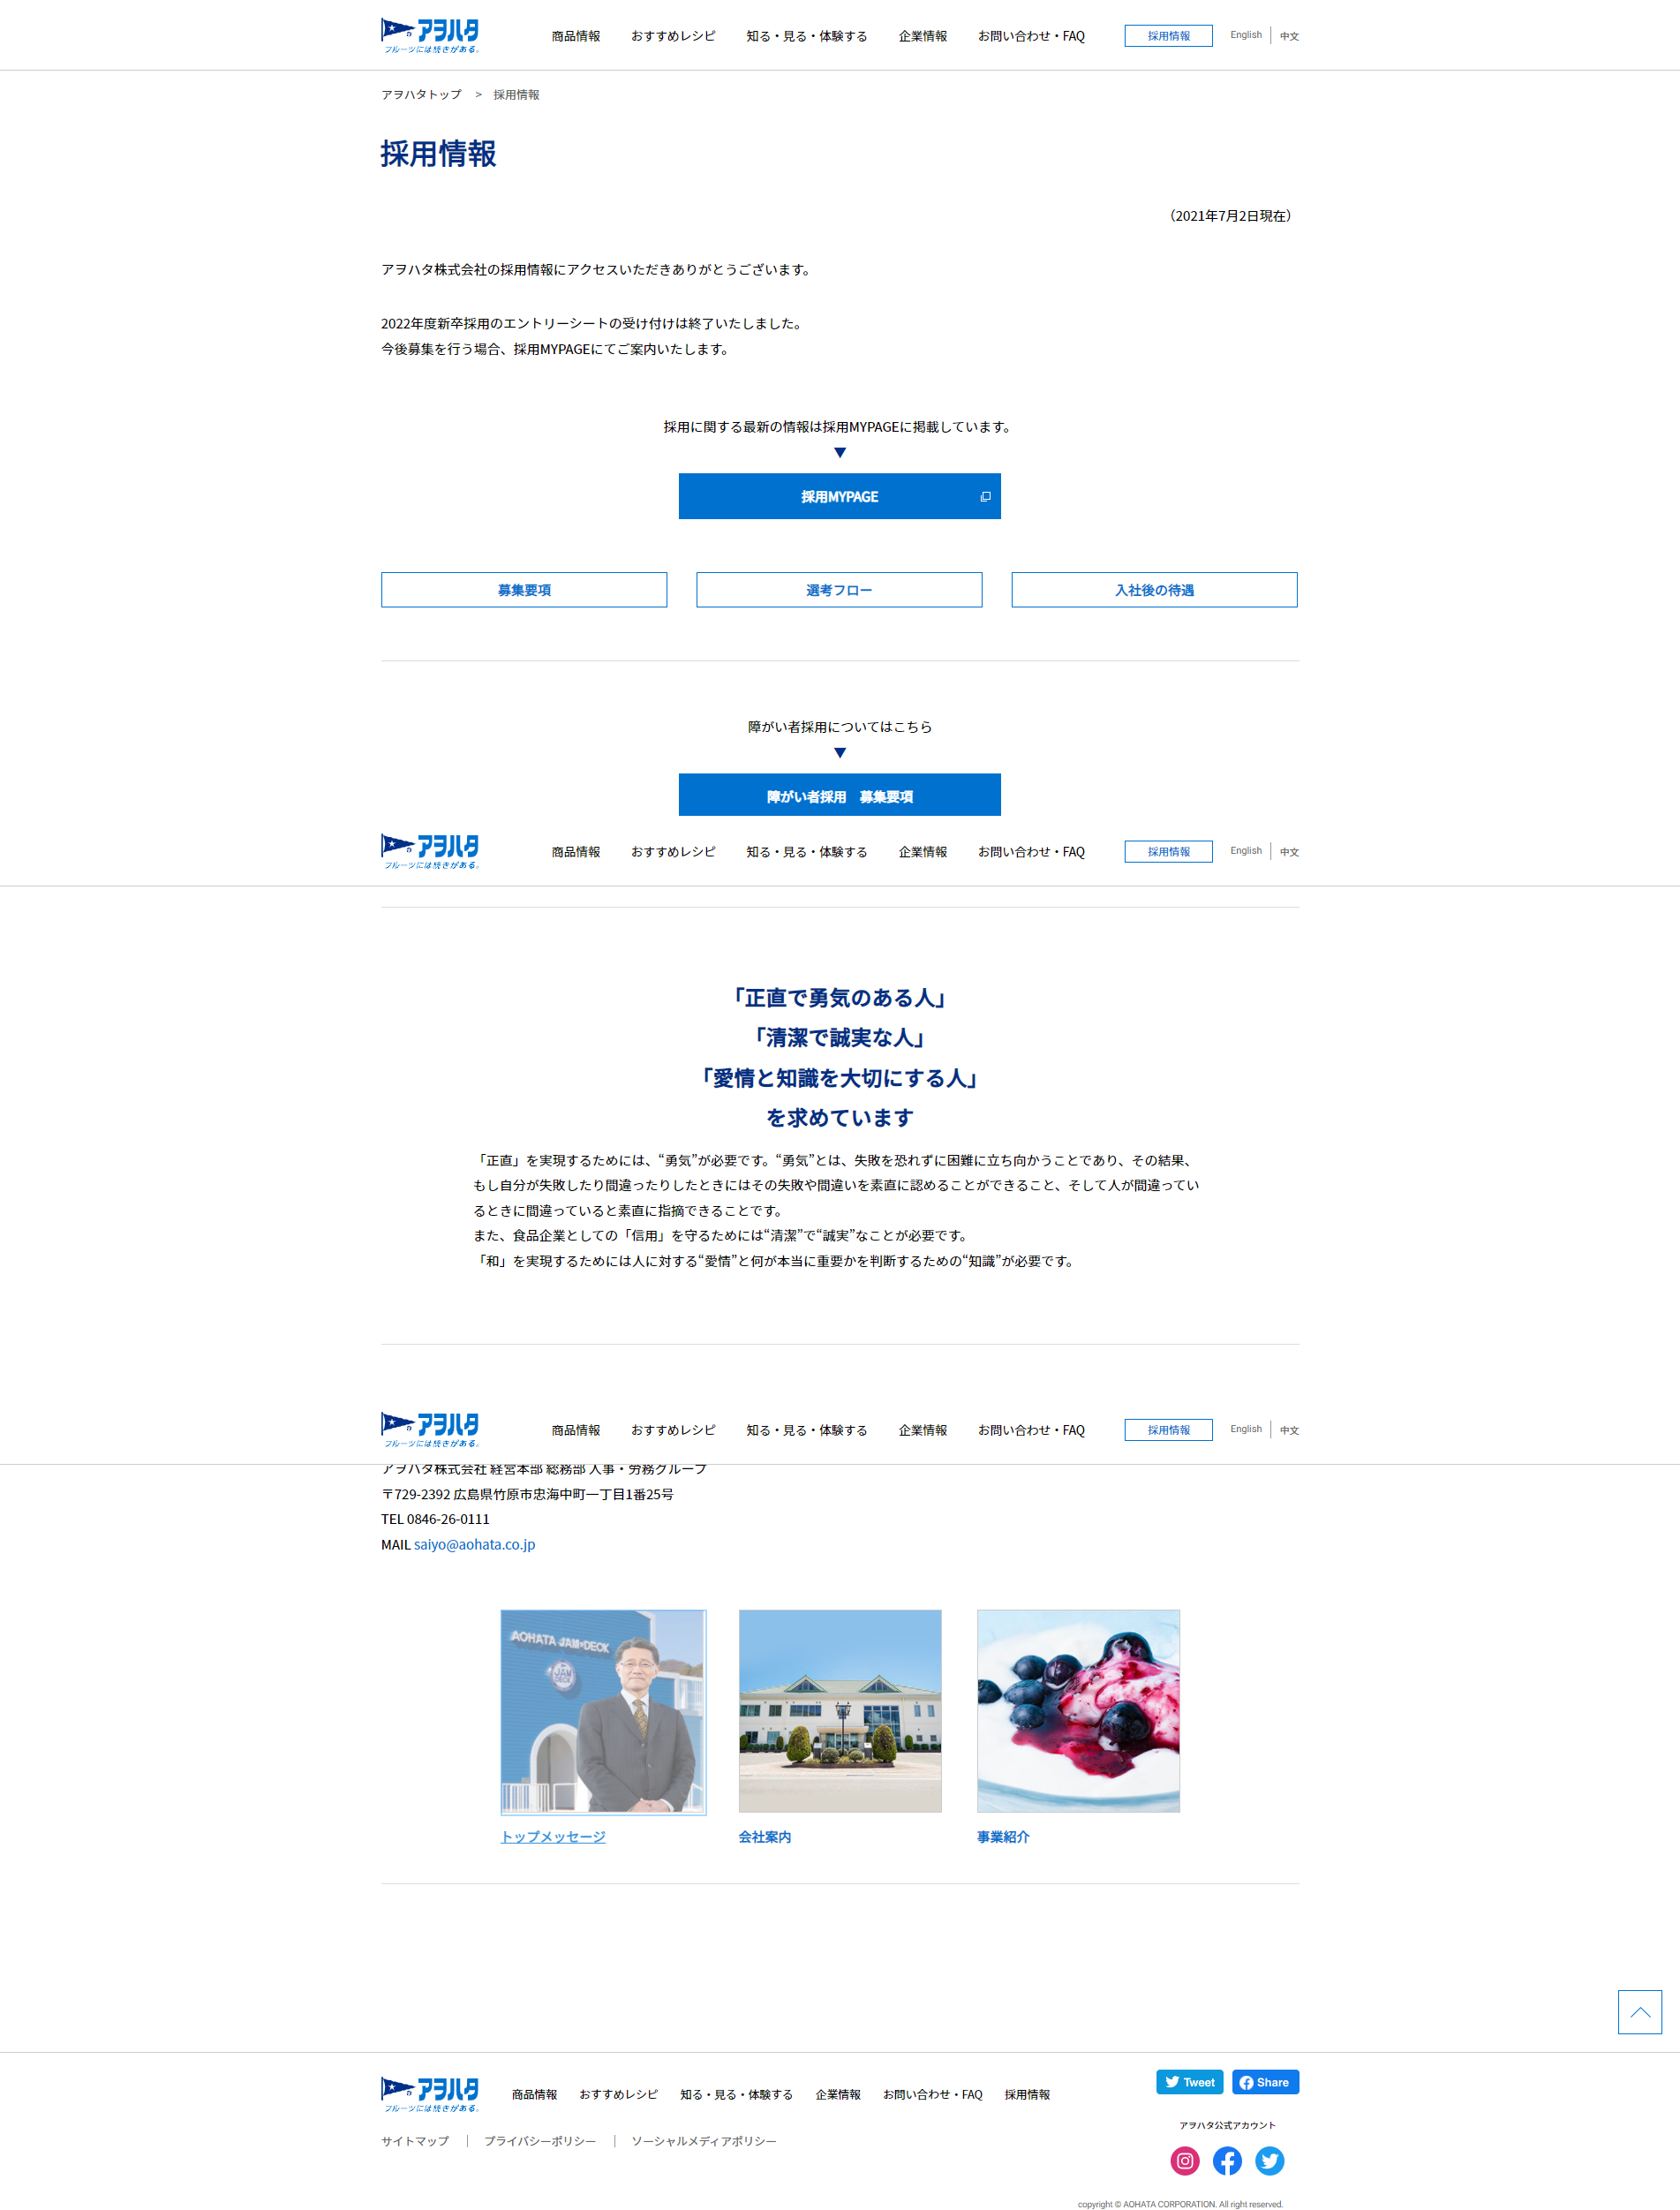 アヲハタ
フルーツには続きがある。
商品情報 おすすめレシピ 知る・見る・体験する 企業情報 お問い合わせ・FAQ 採用情報 English 中文
アヲハタトップ > 採用情報
採用情報
（2021年7月2日現在）
アヲハタ株式会社の採用情報にアクセスいただきありがとうございます。
2022年度新卒採用のエントリーシートの受け付けは終了いたしました。
今後募集を行う場合、採用MYPAGEにてご案内いたします。
採用に関する最新の情報は採用MYPAGEに掲載しています。
▼
採用MYPAGE
募集要項 選考フロー 入社後の待遇
障がい者採用についてはこちら
▼
障がい者採用　募集要項
アヲハタ
フルーツには続きがある。
商品情報 おすすめレシピ 知る・見る・体験する 企業情報 お問い合わせ・FAQ 採用情報 English 中文
「正直で勇気のある人」
「清潔で誠実な人」
「愛情と知識を大切にする人」
を求めています
「正直」を実現するためには、“勇気”が必要です。“勇気”とは、失敗を恐れずに困難に立ち向かうことであり、その結果、
もし自分が失敗したり間違ったりしたときにはその失敗や間違いを素直に認めることができること、そして人が間違ってい
るときに間違っていると素直に指摘できることです。
また、食品企業としての「信用」を守るためには“清潔”で“誠実”なことが必要です。
「和」を実現するためには人に対する“愛情”と何が本当に重要かを判断するための“知識”が必要です。
アヲハタ
フルーツには続きがある。
商品情報 おすすめレシピ 知る・見る・体験する 企業情報 お問い合わせ・FAQ 採用情報 English 中文
アヲハタ株式会社 経営本部 総務部 人事・労務グループ
〒729-2392 広島県竹原市忠海中町一丁目1番25号
TEL 0846-26-0111
MAIL saiyo@aohata.co.jp
AOHATA JAM DECK
JAM DECK
トップメッセージ 会社案内 事業紹介
アヲハタ
フルーツには続きがある。
商品情報 おすすめレシピ 知る・見る・体験する 企業情報 お問い合わせ・FAQ 採用情報
Tweet Share
アヲハタ公式アカウント
サイトマップ プライバシーポリシー ソーシャルメディアポリシー
copyright © AOHATA CORPORATION. All right reserved.